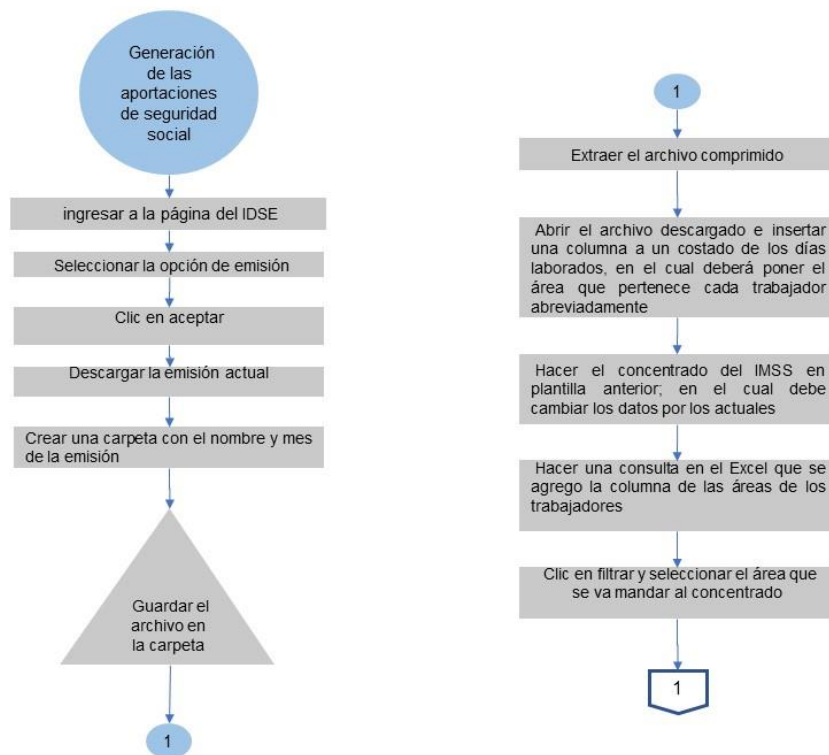 Generación
de las
aportaciones
de seguridad
social
ingresar a la página del IDSE
Seleccionar la opción de emisión
Clic en aceptar
Descargar la emisión actual
Crear una carpeta con el nombre y mes
de la emisión
Guardar el
archivo en
la carpeta
1
1
Extraer el archivo comprimido
Abrir el archivo descargado e insertar
una columna a un costado de los días
laborados, en el cual deberá poner el
área que pertenece cada trabajador
abreviadamente
Hacer el concentrado del IMSS en
plantilla anterior; en el cual debe
cambiar los datos por los actuales
Hacer una consulta en el Excel que se
agrego la columna de las áreas de los
trabajadores
Clic en filtrar y seleccionar el área que
se va mandar al concentrado
1